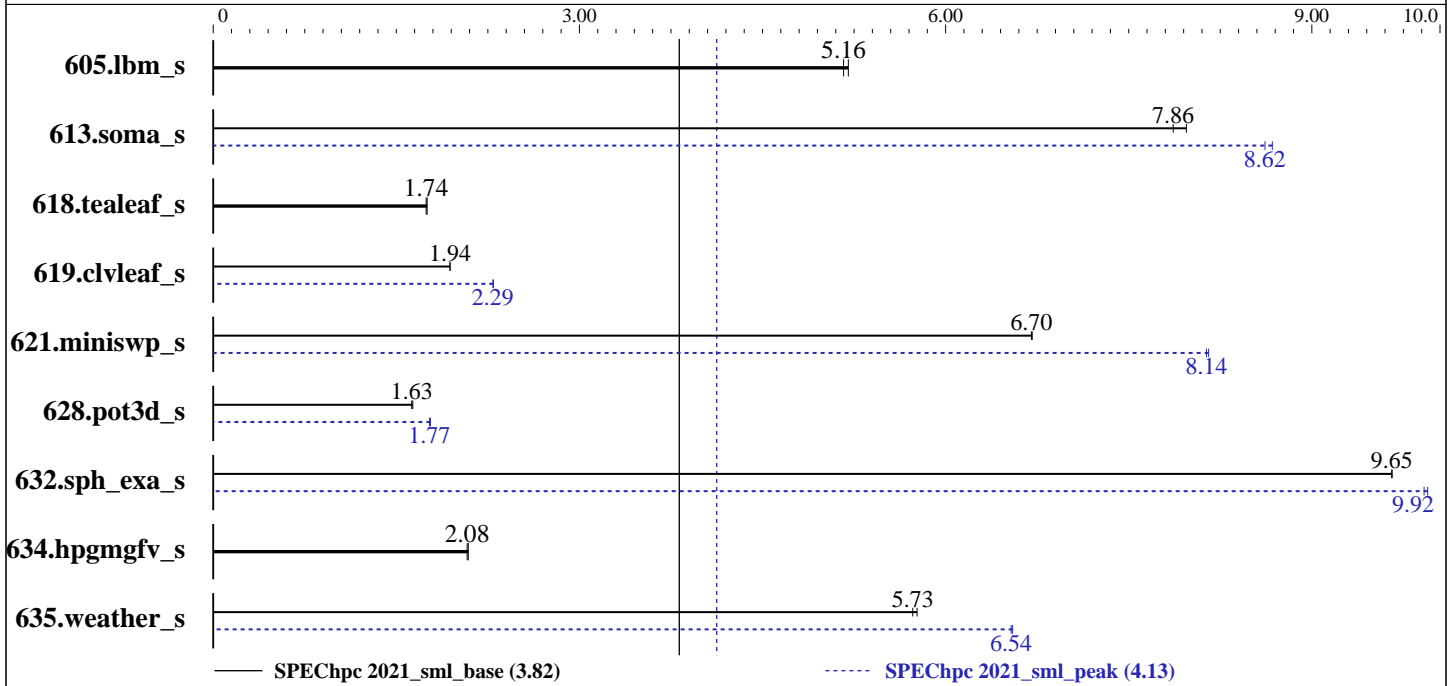 0 3.00 6.00 9.00 10.0
605.lbm_s
5.16
613.soma_s
7.86
8.62
618.tealeaf_s
1.74
619.clvleaf_s
1.94
2.29
621.miniswp_s
6.70
8.14
628.pot3d_s
1.63
1.77
632.sph_exa_s
9.65
9.92
634.hpgmgfv_s
2.08
635.weather_s
5.73
6.54
SPEChpc 2021_sml_base (3.82)
SPEChpc 2021_sml_peak (4.13)